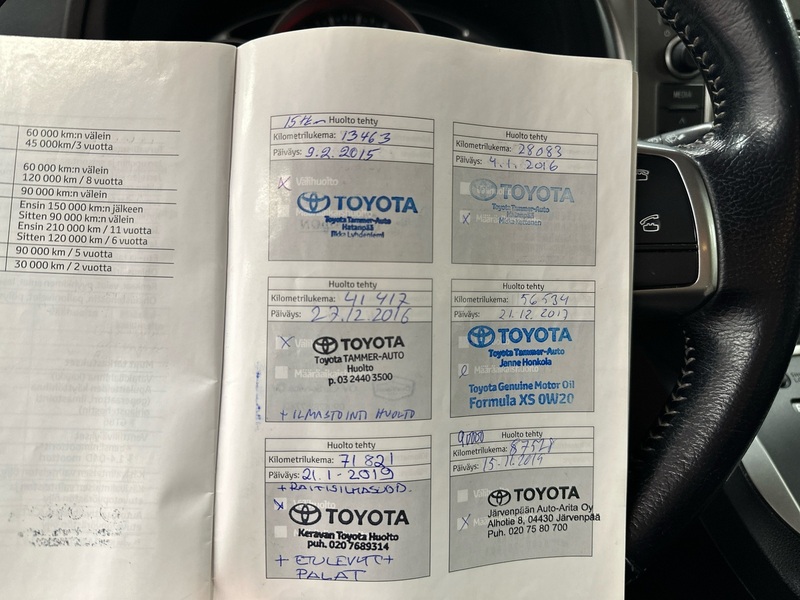 60 000 km:n välein
45 000km/3 vuotta
60 000 km:n välein
120 000 km / 8 vuotta
90 000 km:n välein
Ensin 150 000 km:n jälkeen
Sitten 90 000 km:n välein
Ensin 210 000 km / 11 vuotta
Sitten 120 000 km / 6 vuotta
90 000 km / 5 vuotta
30 000 km / 2 vuotta
15tkm Huolto tehty
Kilometrilukema: 13463
Päiväys: 9.2.2015
X Välihuolto
TOYOTA
Toyota Tammer-Auto
Hatanpää
Huolto tehty
Kilometrilukema: 28083
Päiväys: 4.1.2016
TOYOTA
Toyota Tammer-Auto
Hatanpää
X
Huolto tehty
Kilometrilukema: 41 417
Päiväys: 27.12.2016
X
TOYOTA
Toyota TAMMER-AUTO
Huolto
p. 03 2440 3500
+ ILMASTOINTI HUOLTO
Huolto tehty
Kilometrilukema: 56534
Päiväys: 21.12.2017
TOYOTA
Toyota Tammer-Auto
Janne Honkola
Toyota Genuine Motor Oil
Formula XS 0W20
Huolto tehty
Kilometrilukema: 71 821
Päiväys: 21.1-2019
+ RAITISILMASUOD.
X
TOYOTA
Keravan Toyota Huolto
puh. 020 7689314
+ ETULEVYT +
PALAT
90000 Huolto tehty
Kilometrilukema: 87528
Päiväys: 15.11.2019
TOYOTA
Järvenpään Auto-Arita Oy
X Alhotie 8, 04430 Järvenpää
Puh. 020 75 80 700
MEDIA